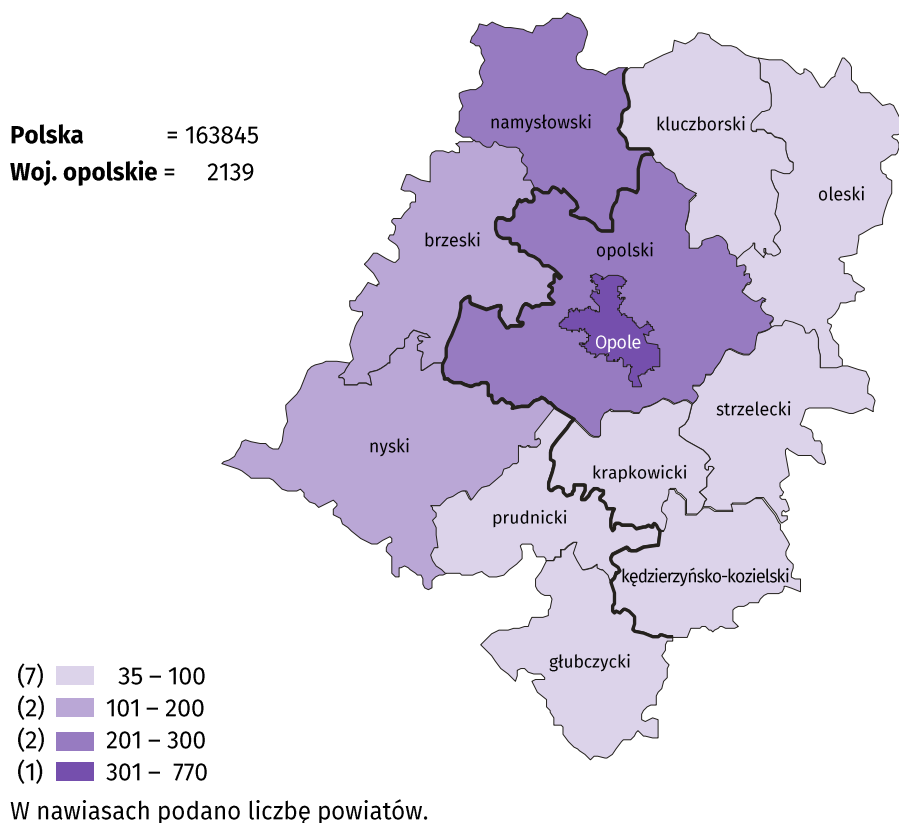 Polska = 163845
Woj. opolskie = 2139
namysłowski
kluczborski
oleski
brzeski
opolski
Opole
strzelecki
nyski
krapkowicki
prudnicki
kędzierzyńsko-kozielski
głubczycki
(7) 35 – 100
(2) 101 – 200
(2) 201 – 300
(1) 301 – 770
W nawiasach podano liczbę powiatów.